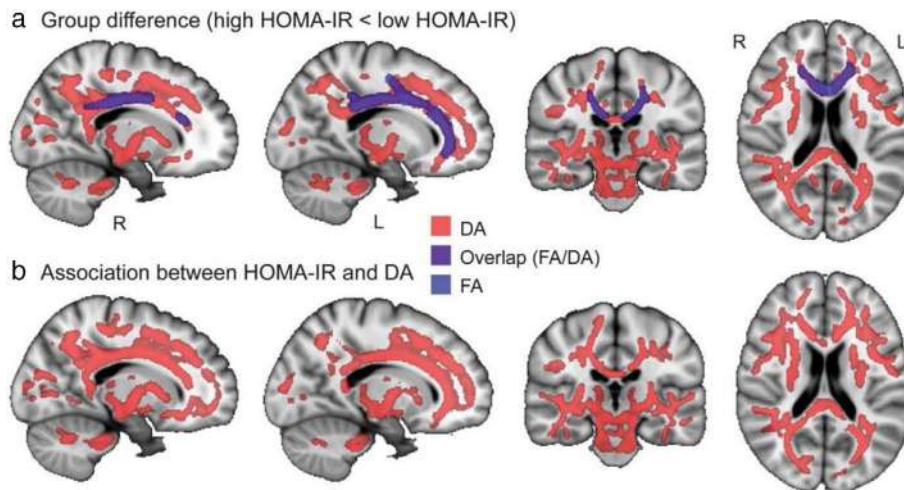 a Group difference (high HOMA-IR < low HOMA-IR)
R L
R L
DA
Overlap (FA/DA)
FA
b Association between HOMA-IR and DA